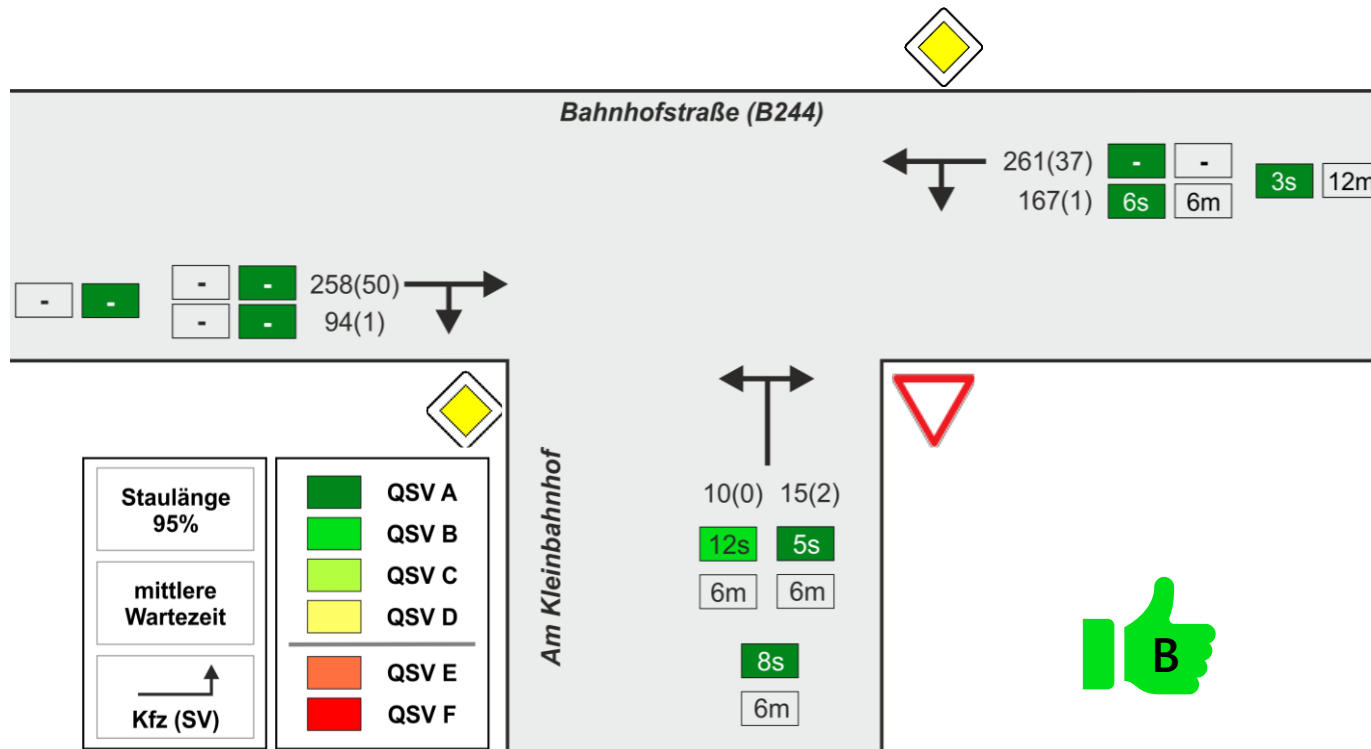 Bahnhofstraße (B244)
261(37) - -
167(1) 6s 6m
3s 12m
- -
- - 258(50)
- - 94(1)
Am Kleinbahnhof
10(0) 15(2)
12s 5s
6m 6m
8s
6m
Staulänge
95%
mittlere
Wartezeit
Kfz (SV)
QSV A
QSV B
QSV C
QSV D
QSV E
QSV F
B